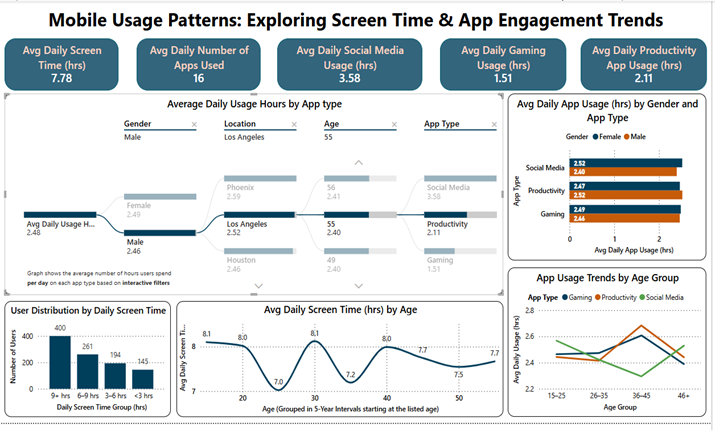 Mobile Usage Patterns: Exploring Screen Time & App Engagement Trends
Avg Daily Screen
Time (hrs)
7.78
Avg Daily Number of
Apps Used
16
Avg Daily Social Media
Usage (hrs)
3.58
Avg Daily Gaming
Usage (hrs)
1.51
Avg Daily Productivity
App Usage (hrs)
2.11
Average Daily Usage Hours by App type
Gender
Male
Location
Los Angeles
Age
55
App Type
Avg Daily Usage H...
2.48
Female
2.49
Male
2.46
Phoenix
2.59
Los Angeles
2.52
Houston
2.46
56
2.41
55
2.40
49
2.40
Social Media
3.58
Productivity
2.11
Gaming
1.51
Graph shows the average number of hours users spend
per day on each app type based on interactive filters
Avg Daily App Usage (hrs) by Gender and
App Type
Gender Female Male
App Type
Social Media
2.52
2.40
Productivity
2.47
2.52
Gaming
2.49
2.46
0 1 2
Avg Daily App Usage (hrs)
User Distribution by Daily Screen Time
Number of Users
400
200
0
400
261
194
145
9+ hrs 6–9 hrs 3–6 hrs <3 hrs
Daily Screen Time Group (hrs)
Avg Daily Screen Time (hrs) by Age
Avg Daily Screen Ti...
8
7
8.1 8.0 7.0 8.1 7.2 8.0 7.7 7.5 7.7
20 30 40 50
Age (Grouped in 5-Year Intervals starting at the listed age)
App Usage Trends by Age Group
App Type Gaming Productivity Social Media
Avg Daily Usage (hrs)
2.8
2.6
2.4
2.2
15–25 26–35 36–45 46+
Age Group